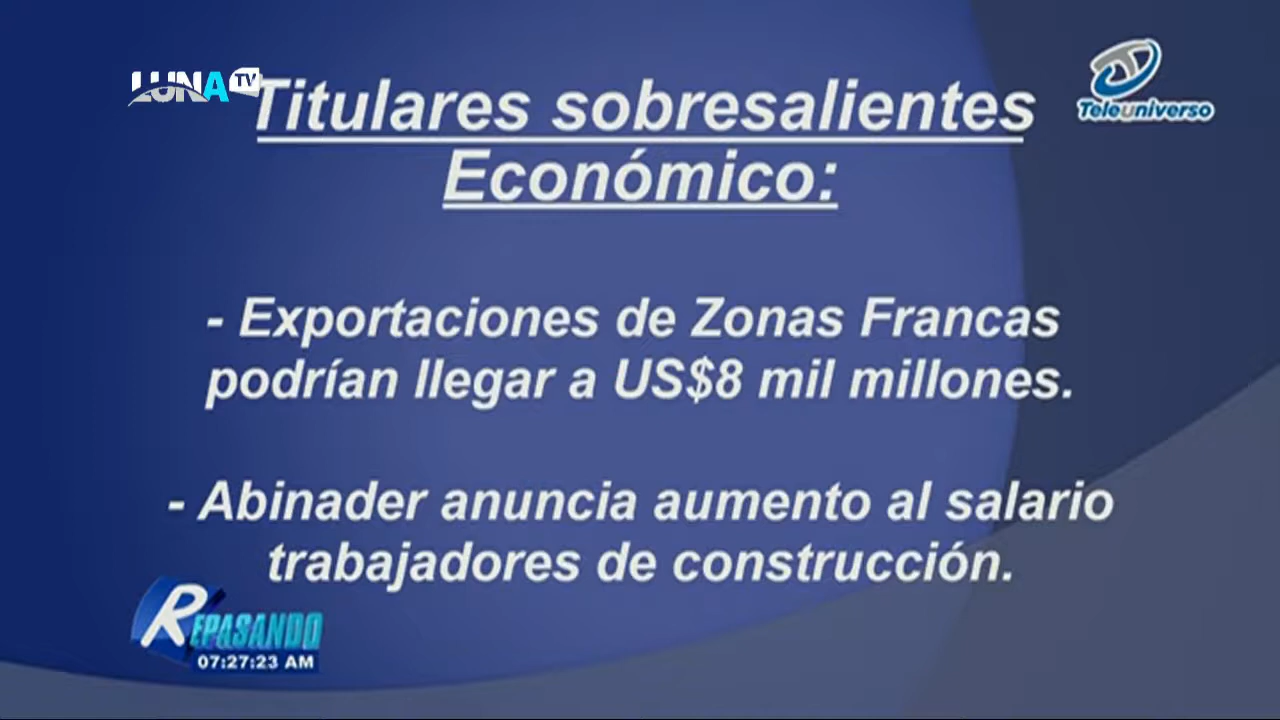 LUNA TV
Teleuniverso
Titulares sobresalientes
Económico:
- Exportaciones de Zonas Francas
podrían llegar a US$8 mil millones.
- Abinader anuncia aumento al salario
trabajadores de construcción.
REPASANDO
07:27:23 AM